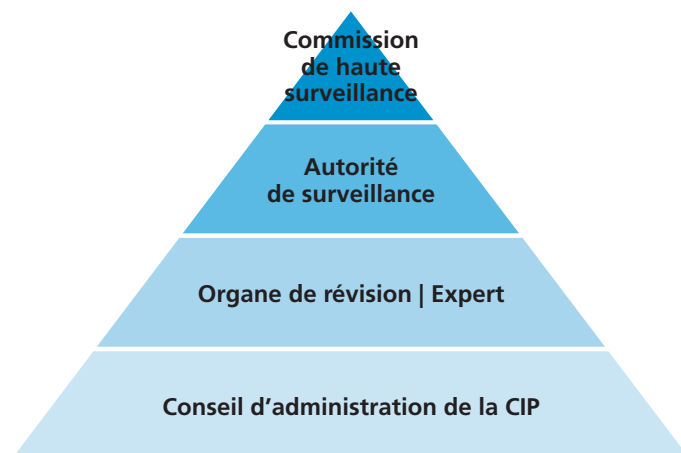 Commission
de haute
surveillance
Autorité
de surveillance
Organe de révision | Expert
Conseil d’administration de la CIP